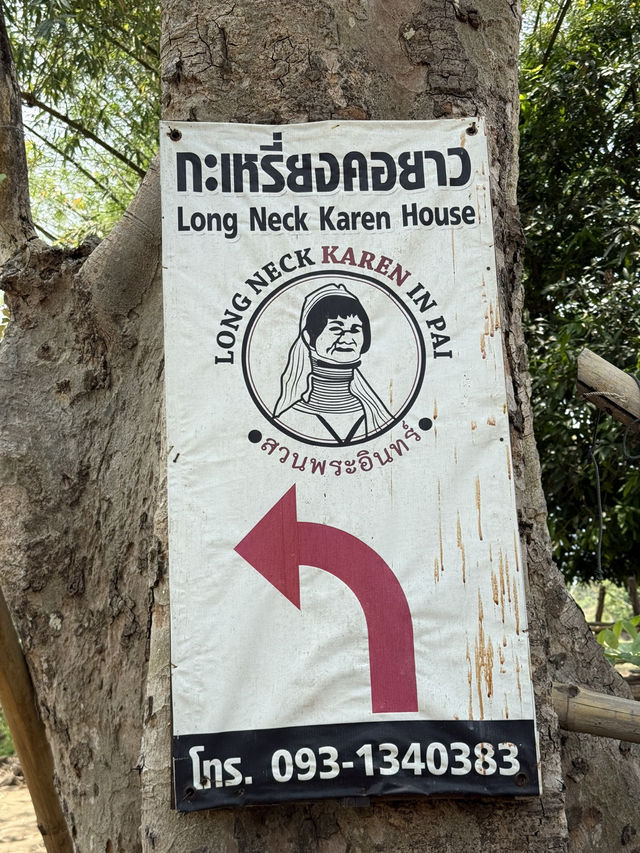 กะเหรี่ยงคอยาว
Long Neck Karen House
LONG NECK KAREN IN PAI
สวนพระอินทร์
โทร. 093-1340383